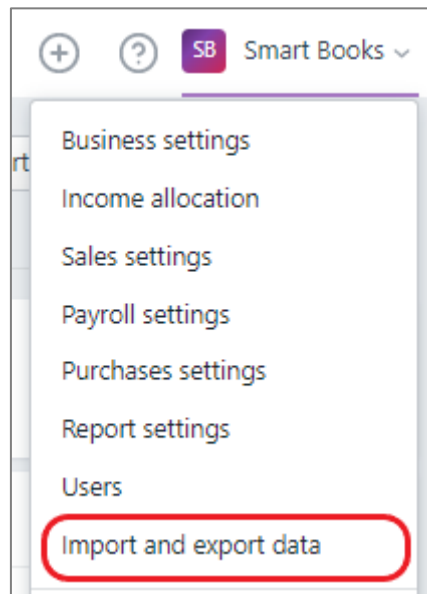 SB Smart Books
rt
Business settings
Income allocation
Sales settings
Payroll settings
Purchases settings
Report settings
Users
Import and export data